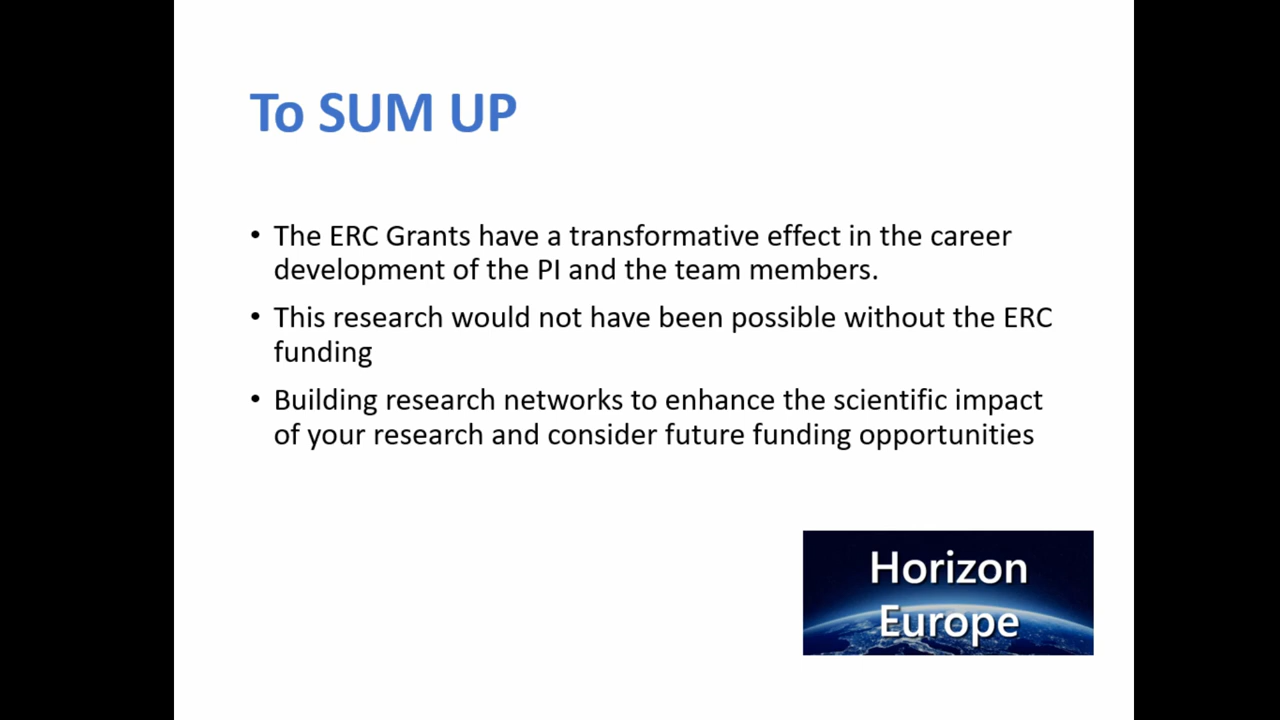 To SUM UP
• The ERC Grants have a transformative effect in the career
development of the PI and the team members.
• This research would not have been possible without the ERC
funding
• Building research networks to enhance the scientific impact
of your research and consider future funding opportunities
Horizon
Europe